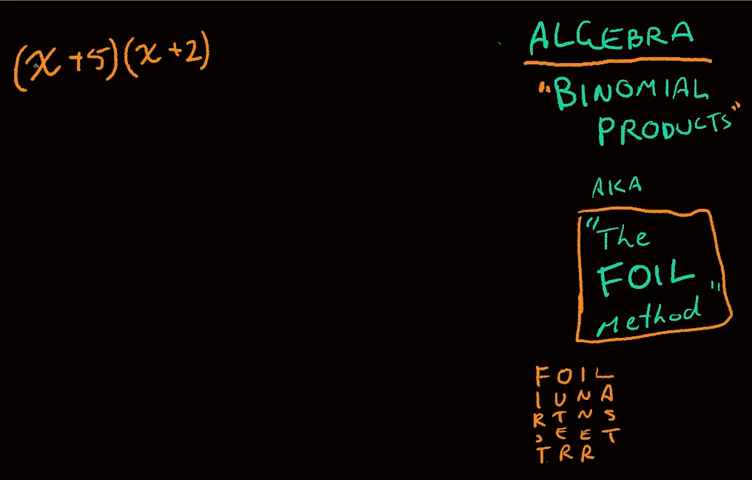 (x+5)(x+2)
ALGEBRA
"BINOMIAL
PRODUCTS"
AKA
"The
FOIL
Method"
FOIL
IUNA
RTNS
SEET
TRR